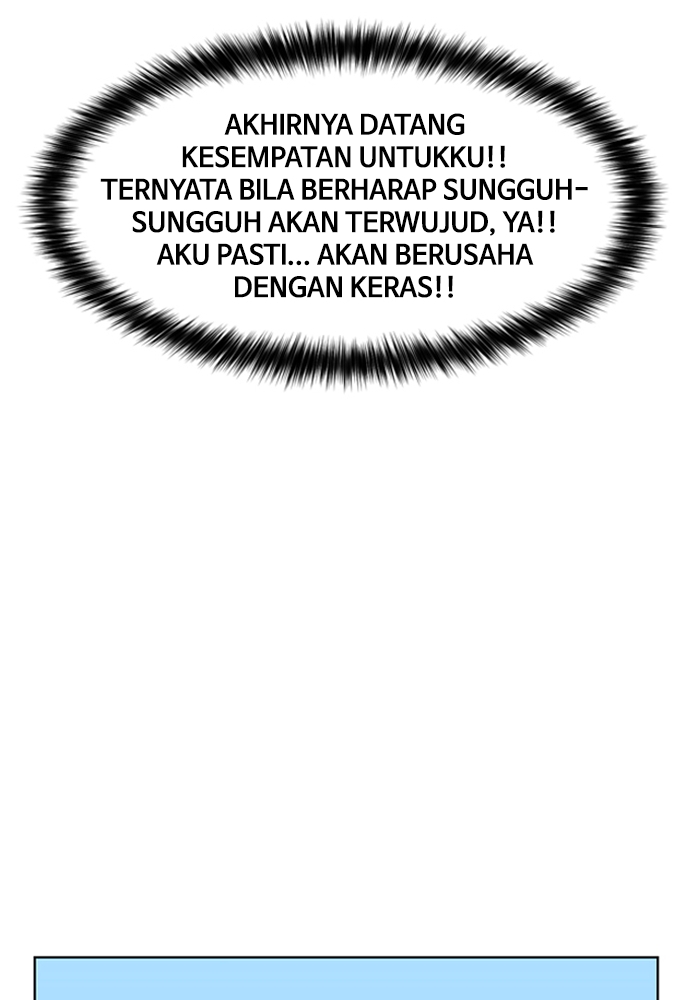 AKHIRNYA DATANG
KESEMPATAN UNTUKKU!!
TERNYATA BILA BERHARAP SUNGGUH-
SUNGGUH AKAN TERWUJUD, YA!!
AKU PASTI... AKAN BERUSAHA
DENGAN KERAS!!